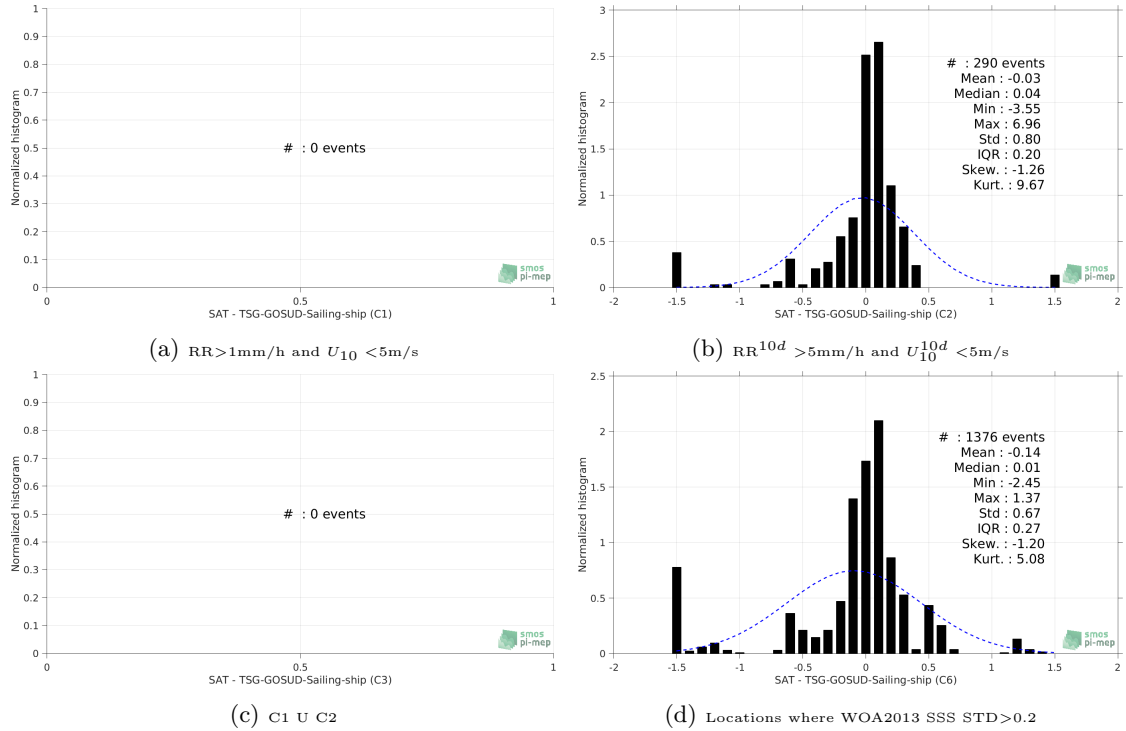 1
0.9
0.8
0.7
0.6
0.5
0.4
0.3
0.2
0.1
0
Normalized histogram
# : 0 events
smos
pi-mep
0 0.5 1
SAT - TSG-GOSUD-Sailing-ship (C1)
(a) RR>1mm/h and U10 <5m/s
3
2.5
2
1.5
1
0.5
0
Normalized histogram
# : 290 events
Mean : -0.03
Median : 0.04
Min : -3.55
Max : 6.96
Std : 0.80
IQR : 0.20
Skew. : -1.26
Kurt. : 9.67
smos
pi-mep
-2 -1.5 -1 -0.5 0 0.5 1 1.5 2
SAT - TSG-GOSUD-Sailing-ship (C2)
(b) RR10d >5mm/h and U10d10 <5m/s
1
0.9
0.8
0.7
0.6
0.5
0.4
0.3
0.2
0.1
0
Normalized histogram
# : 0 events
smos
pi-mep
0 0.5 1
SAT - TSG-GOSUD-Sailing-ship (C3)
(c) C1 U C2
2.5
2
1.5
1
0.5
0
Normalized histogram
# : 1376 events
Mean : -0.14
Median : 0.01
Min : -2.45
Max : 1.37
Std : 0.67
IQR : 0.27
Skew. : -1.20
Kurt. : 5.08
smos
pi-mep
-2 -1.5 -1 -0.5 0 0.5 1 1.5 2
SAT - TSG-GOSUD-Sailing-ship (C6)
(d) Locations where WOA2013 SSS STD>0.2